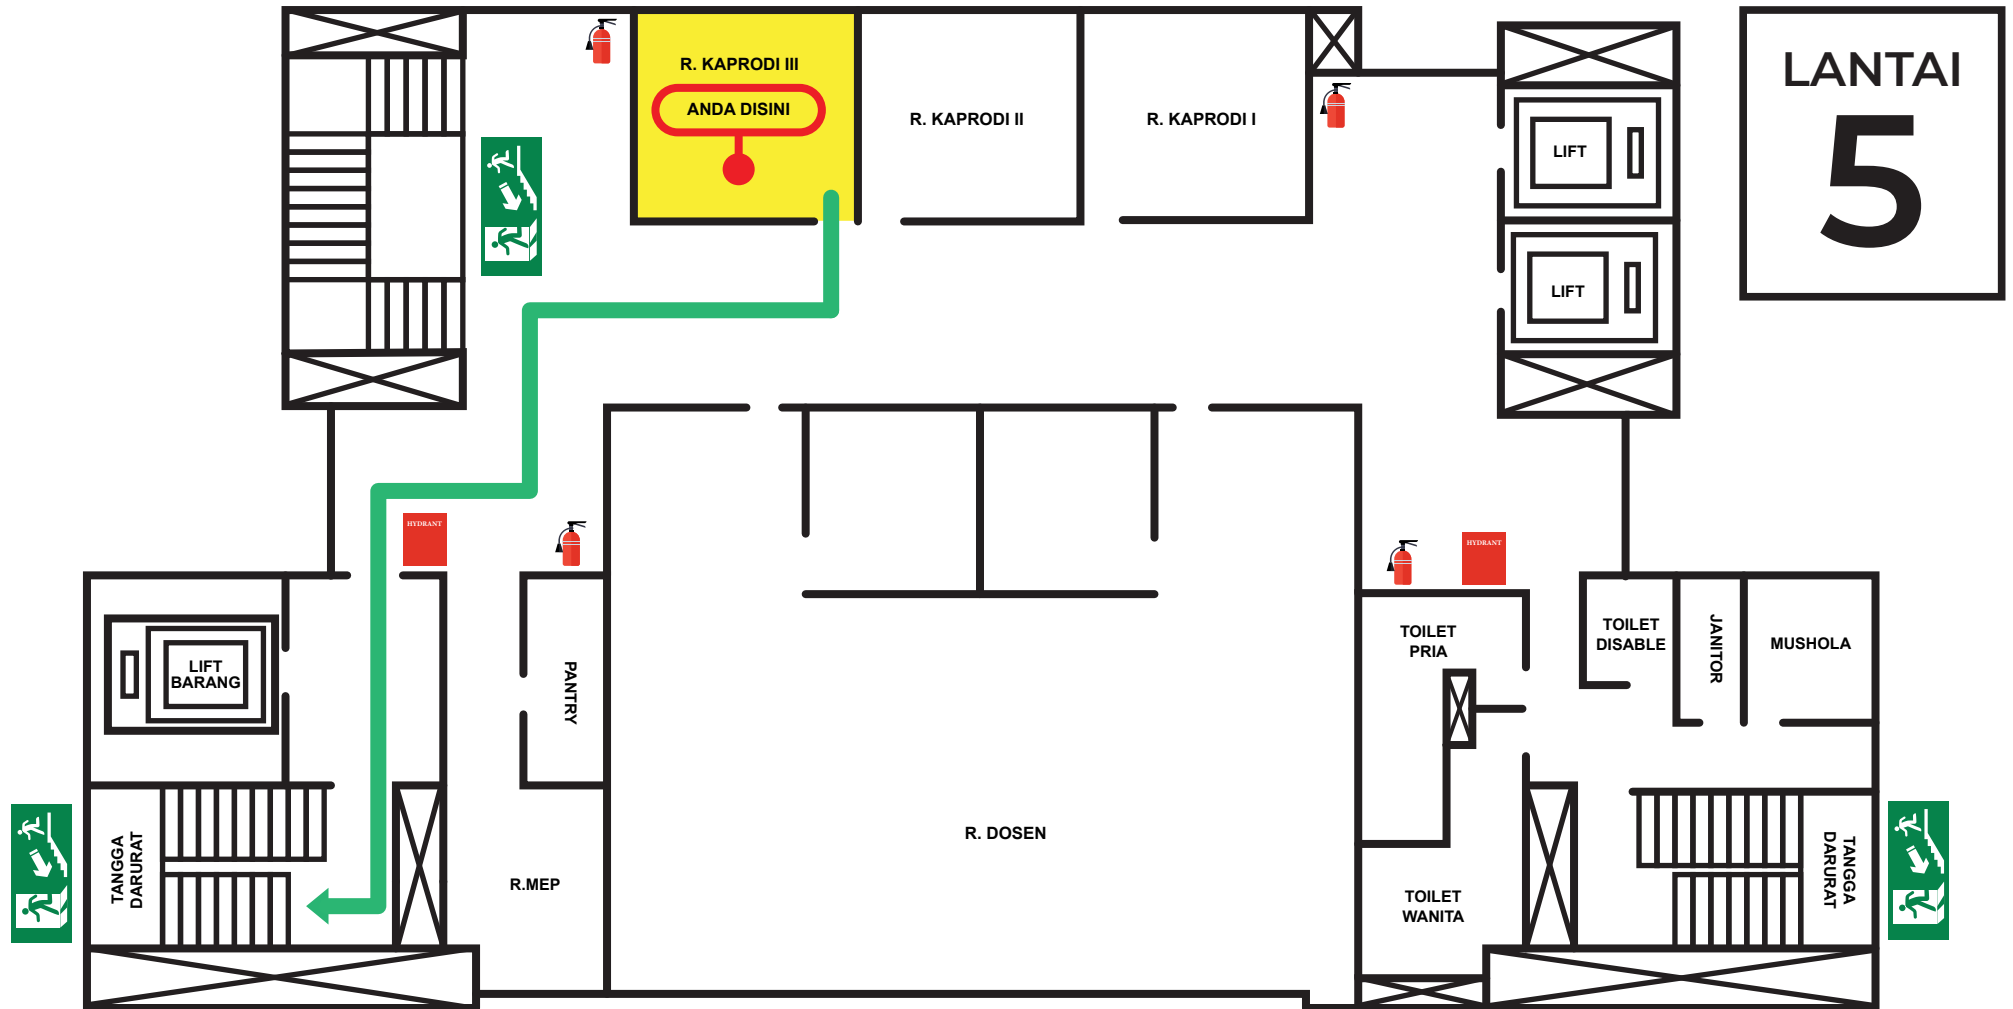 LANTAI
5
R. KAPRODI III
ANDA DISINI
R. KAPRODI II
R. KAPRODI I
LIFT
LIFT
HYDRANT
HYDRANT
LIFT
BARANG
PANTRY
TOILET
PRIA
TOILET
DISABLE
JANITOR
MUSHOLA
TANGGA
DARURAT
R.MEP
R. DOSEN
TOILET
WANITA
TANGGA
DARURAT